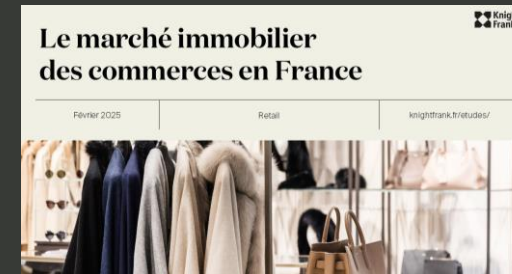 Le marché immobilier
des commerces en France
Février 2025
Retail
knightfrank.fr/etudes/